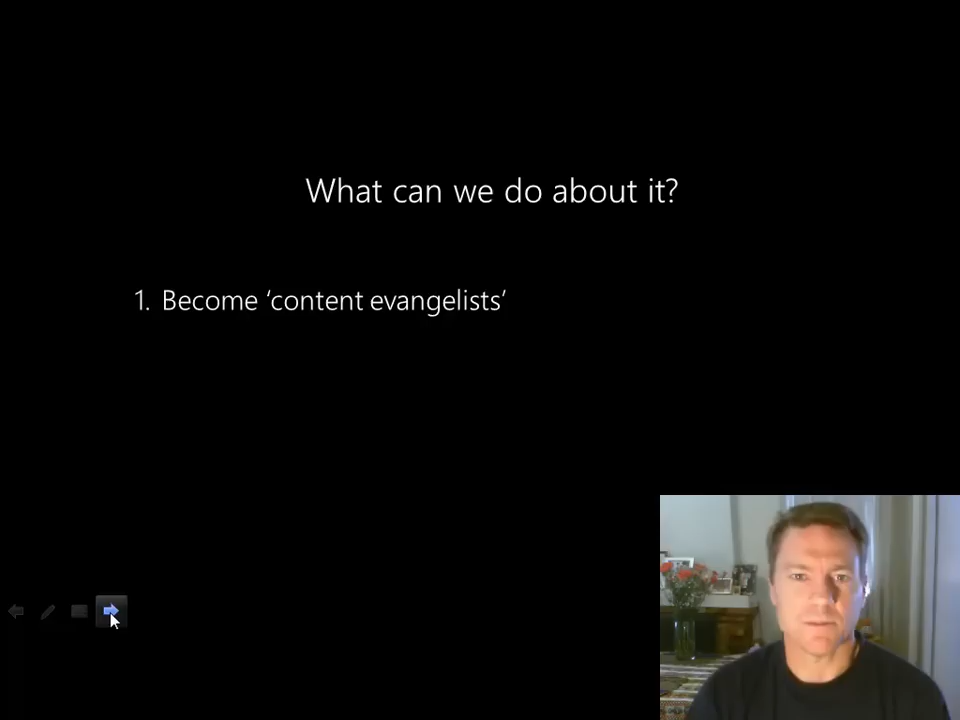 What can we do about it?
1. Become ‘content evangelists’